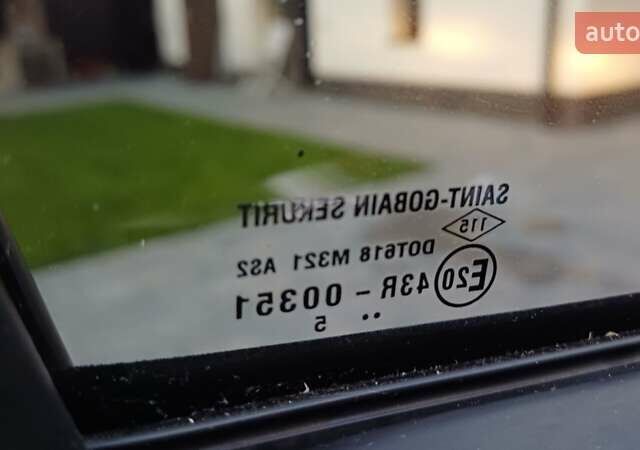 auto
SAINT-GOBAIN SEKURIT
115
DOT618 M321 AS2
E20 43R - 00351
.. 5